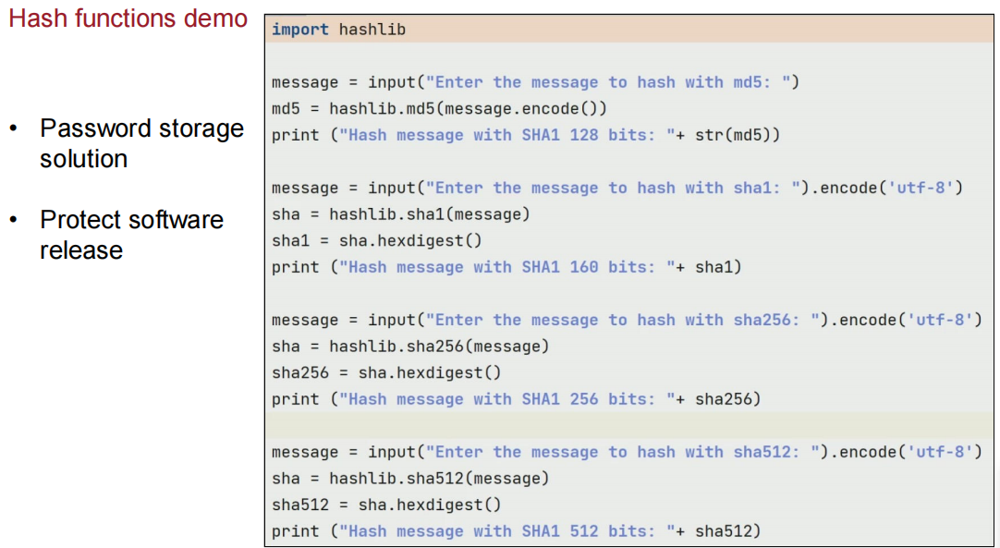 Hash functions demo
• Password storage
solution
• Protect software
release
import hashlib
message = input("Enter the message to hash with md5: ")
md5 = hashlib.md5(message.encode())
print ("Hash message with SHA1 128 bits: "+ str(md5))
message = input("Enter the message to hash with sha1: ").encode('utf-8')
sha = hashlib.sha1(message)
sha1 = sha.hexdigest()
print ("Hash message with SHA1 160 bits: "+ sha1)
message = input("Enter the message to hash with sha256: ").encode('utf-8')
sha = hashlib.sha256(message)
sha256 = sha.hexdigest()
print ("Hash message with SHA1 256 bits: "+ sha256)
message = input("Enter the message to hash with sha512: ").encode('utf-8')
sha = hashlib.sha512(message)
sha512 = sha.hexdigest()
print ("Hash message with SHA1 512 bits: "+ sha512)